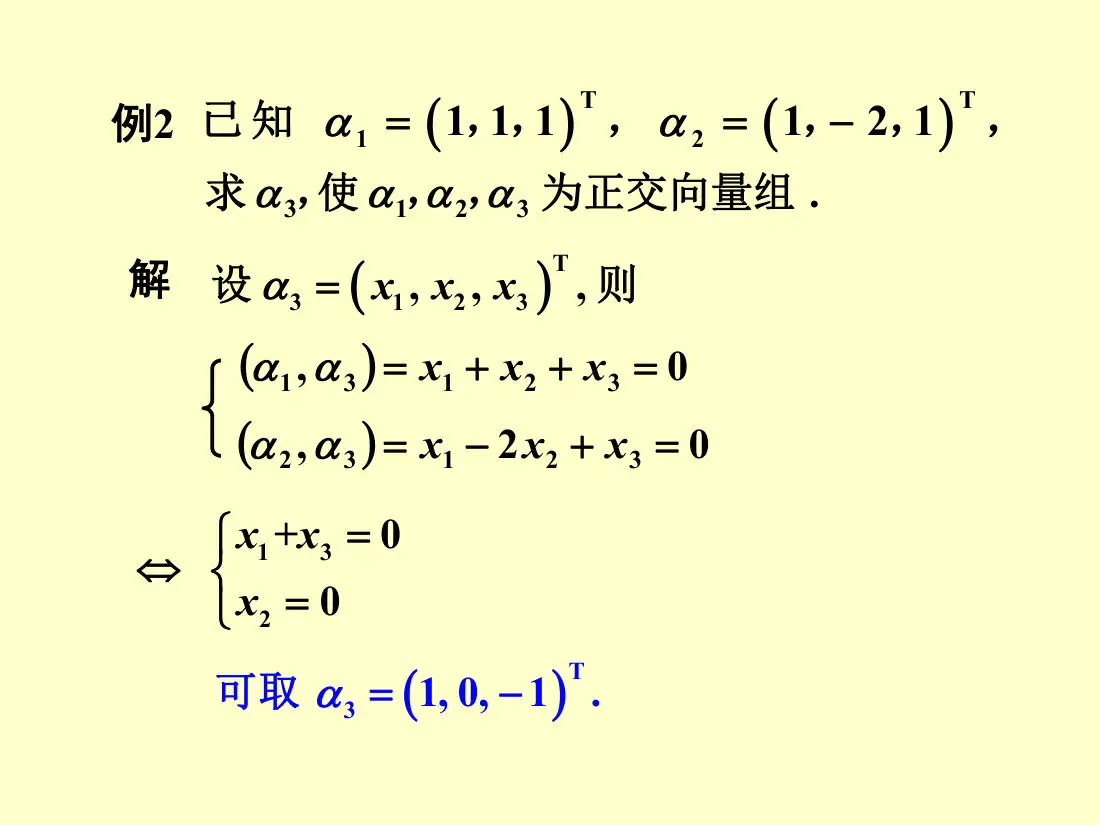 例2 已知 α₁ = (1, 1, 1)ᵀ, α₂ = (1, − 2, 1)ᵀ,
求α₃, 使α₁, α₂, α₃ 为正交向量组 .
解 设α₃ = (x₁, x₂, x₃)ᵀ, 则
(α₁, α₃) = x₁ + x₂ + x₃ = 0
(α₂, α₃) = x₁ − 2x₂ + x₃ = 0
⇔ x₁+x₃ = 0
x₂ = 0
可取 α₃ = (1, 0, −1)ᵀ.